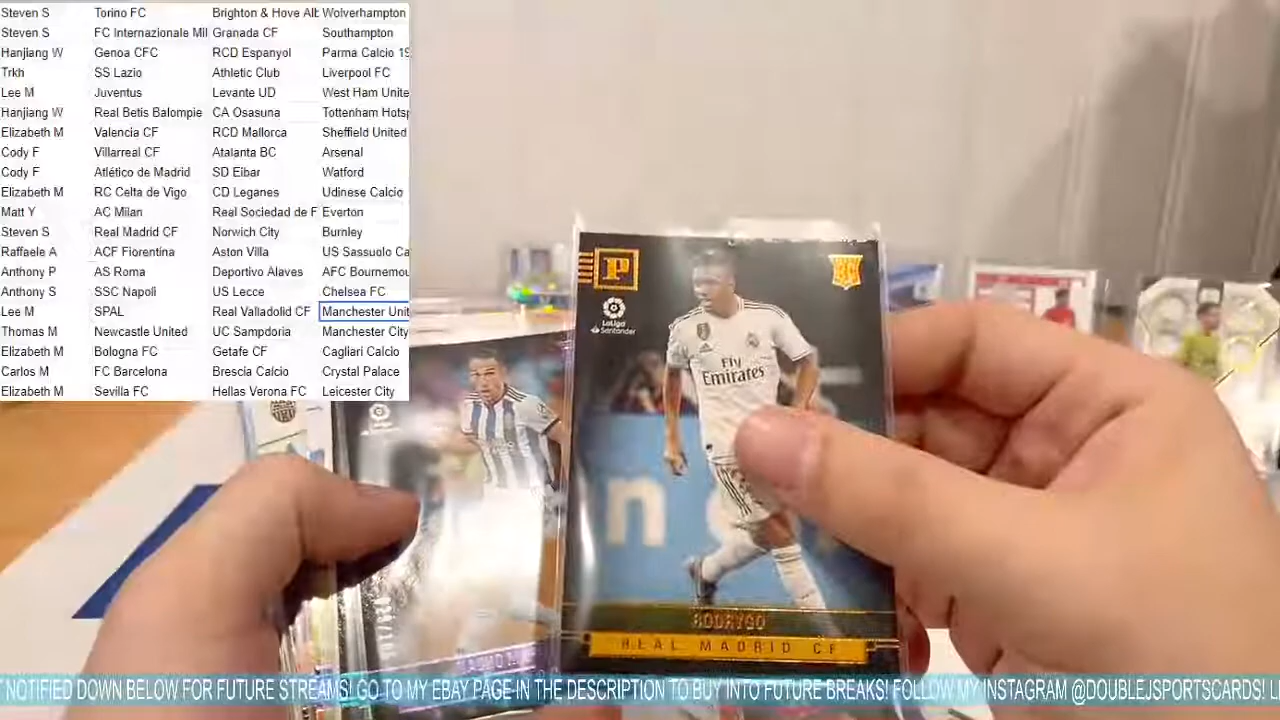 Steven S Torino FC Brighton & Hove Alb Wolverhampton
Steven S FC Internazionale Mil Granada CF Southampton
Hanjiang W Genoa CFC RCD Espanyol Parma Calcio 19
Trkh SS Lazio Athletic Club Liverpool FC
Lee M Juventus Levante UD West Ham Unite
Hanjiang W Real Betis Balompie CA Osasuna Tottenham Hotsp
Elizabeth M Valencia CF RCD Mallorca Sheffield United
Cody F Villarreal CF Atalanta BC Arsenal
Cody F Atlético de Madrid SD Eibar Watford
Elizabeth M RC Celta de Vigo CD Leganes Udinese Calcio
Matt Y AC Milan Real Sociedad de F Everton
Steven S Real Madrid CF Norwich City Burnley
Raffaele A ACF Fiorentina Aston Villa US Sassuolo Ca
Anthony P AS Roma Deportivo Alaves AFC Bournemou
Anthony S SSC Napoli US Lecce Chelsea FC
Lee M SPAL Real Valladolid CF Manchester Unit
Thomas M Newcastle United UC Sampdoria Manchester City
Elizabeth M Bologna FC Getafe CF Cagliari Calcio
Carlos M FC Barcelona Brescia Calcio Crystal Palace
Elizabeth M Sevilla FC Hellas Verona FC Leicester City
P
RC
LaLiga
Santander
Fly
Emirates
n
RODRYGO
REAL MADRID CF
NOTIFIED DOWN BELOW FOR FUTURE STREAMS! GO TO MY EBAY PAGE IN THE DESCRIPTION TO BUY INTO FUTURE BREAKS! FOLLOW MY INSTAGRAM @DOUBLEJSPORTSCARDS! LI